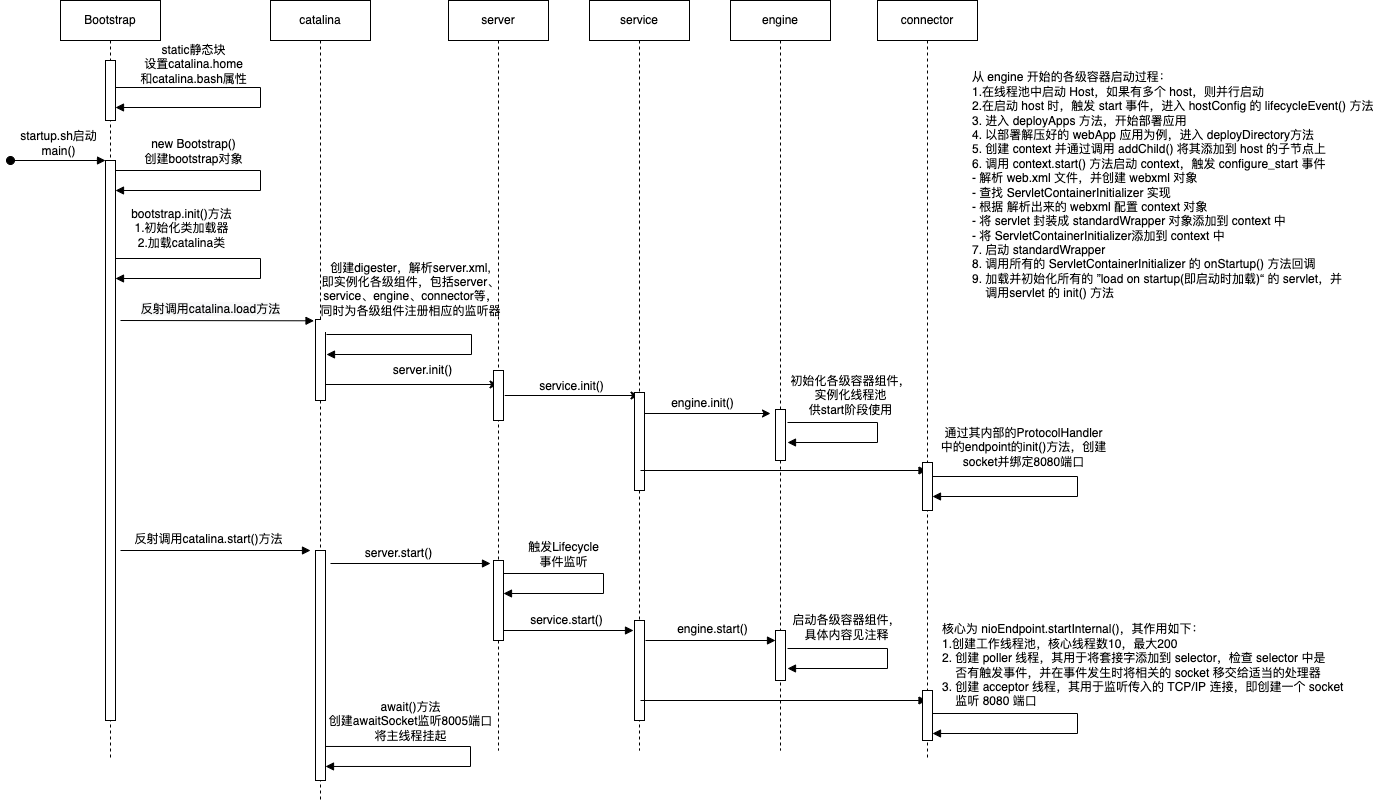 Bootstrap
catalina
server
service
engine
connector
static静态块
设置catalina.home
和catalina.bash属性
startup.sh启动
main()
new Bootstrap()
创建bootstrap对象
bootstrap.init()方法
1.初始化类加载器
2.加载catalina类
反射调用catalina.load方法
创建digester，解析server.xml,
即实例化各级组件，包括server、
service、engine、connector等，
同时为各级组件注册相应的监听器
server.init()
service.init()
engine.init()
初始化各级容器组件，
实例化线程池
供start阶段使用
通过其内部的ProtocolHandler
中的endpoint的init()方法，创建
socket并绑定8080端口
从 engine 开始的各级容器启动过程：
1.在线程池中启动 Host，如果有多个 host，则并行启动
2.在启动 host 时，触发 start 事件，进入 hostConfig 的 lifecycleEvent() 方法
3. 进入 deployApps 方法，开始部署应用
4. 以部署解压好的 webApp 应用为例，进入 deployDirectory方法
5. 创建 context 并通过调用 addChild() 将其添加到 host 的子节点上
6. 调用 context.start() 方法启动 context，触发 configure_start 事件
- 解析 web.xml 文件，并创建 webxml 对象
- 查找 ServletContainerInitializer 实现
- 根据 解析出来的 webxml 配置 context 对象
- 将 servlet 封装成 standardWrapper 对象添加到 context 中
- 将 ServletContainerInitializer添加到 context 中
7. 启动 standardWrapper
8. 调用所有的 ServletContainerInitializer 的 onStartup() 方法回调
9. 加载并初始化所有的 ”load on startup(即启动时加载)“ 的 servlet，并
调用servlet 的 init() 方法
反射调用catalina.start()方法
server.start()
触发Lifecycle
事件监听
service.start()
engine.start()
启动各级容器组件，
具体内容见注释
核心为 nioEndpoint.startInternal()，其作用如下：
1.创建工作线程池，核心线程数10，最大200
2. 创建 poller 线程，其用于将套接字添加到 selector，检查 selector 中是
否有触发事件，并在事件发生时将相关的 socket 移交给适当的处理器
3. 创建 acceptor 线程，其用于监听传入的 TCP/IP 连接，即创建一个 socket
监听 8080 端口
await()方法
创建awaitSocket监听8005端口
将主线程挂起